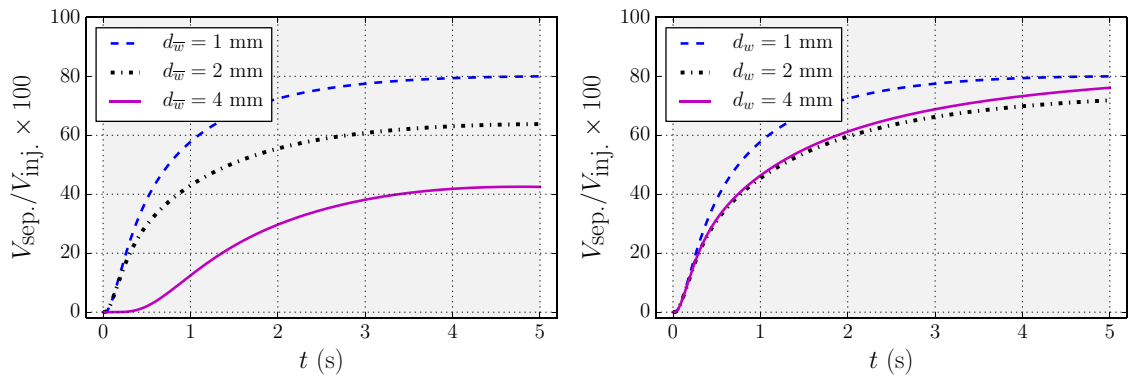 100
80
60
40
20
0
V_sep./V_inj. × 100
d_w̅ = 1 mm
d_w̅ = 2 mm
d_w̅ = 4 mm
0 1 2 3 4 5
t (s)
100
80
60
40
20
0
V_sep./V_inj. × 100
d_w = 1 mm
d_w = 2 mm
d_w = 4 mm
0 1 2 3 4 5
t (s)